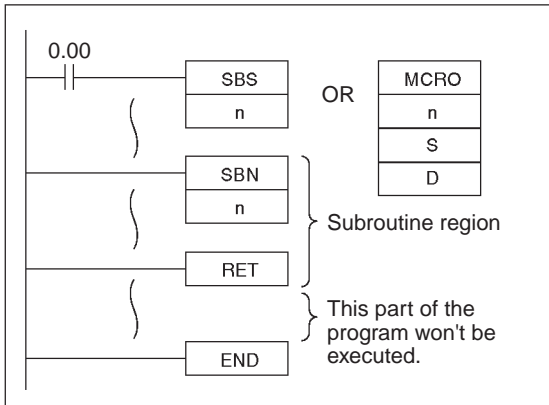 0.00
SBS
n
OR
MCRO
n
S
D
SBN
n
Subroutine region
RET
This part of the
program won't be
executed.
END